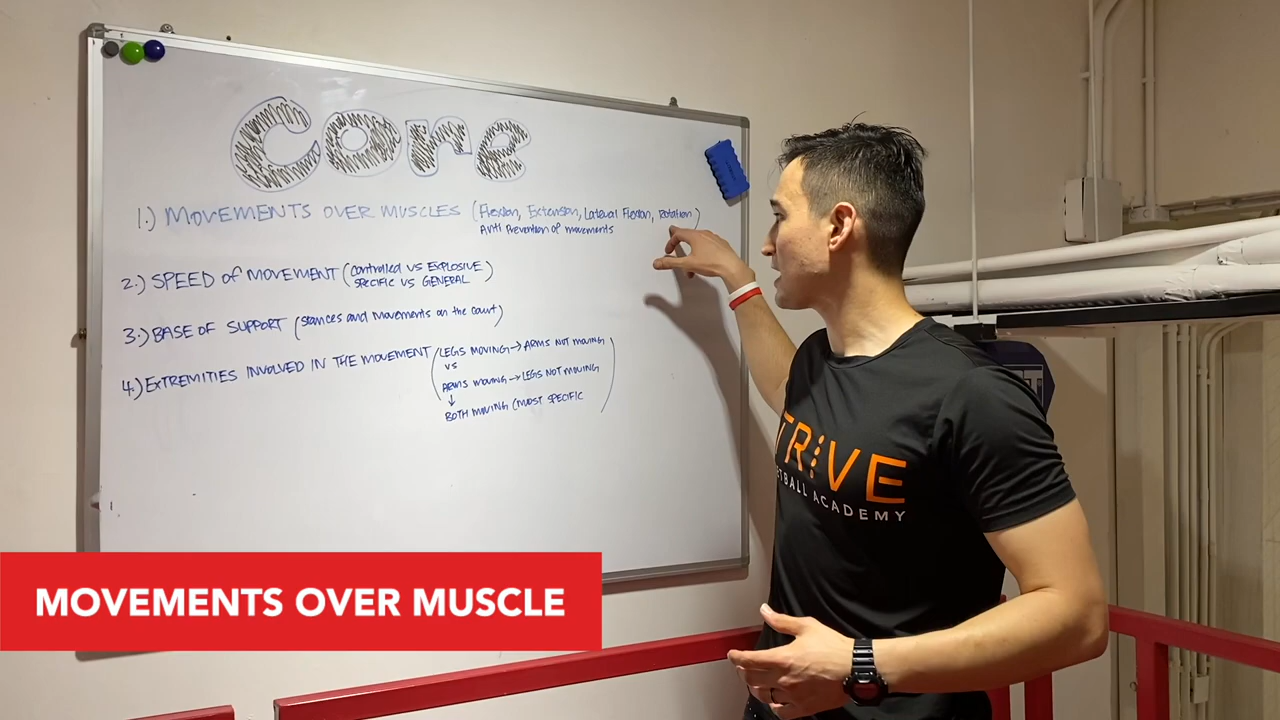 Core
1.) MOVEMENTS OVER MUSCLES (Flexion, Extension, Lateral Flexion, Rotation)
Anti Prevention of movements
2.) SPEED of MOVEMENT (controlled vs EXPLOSIVE)
SPECIFIC VS GENERAL
3.) BASE OF SUPPORT (stances and movements on the court)
4.) EXTREMITIES INVOLVED IN THE MOVEMENT (LEGS MOVING → ARMS NOT MOVING)
VS
ARMS MOVING → LEGS NOT MOVING
↓
BOTH MOVING (MOST SPECIFIC
TRIVE
ETBALL ACADEMY
MOVEMENTS OVER MUSCLE